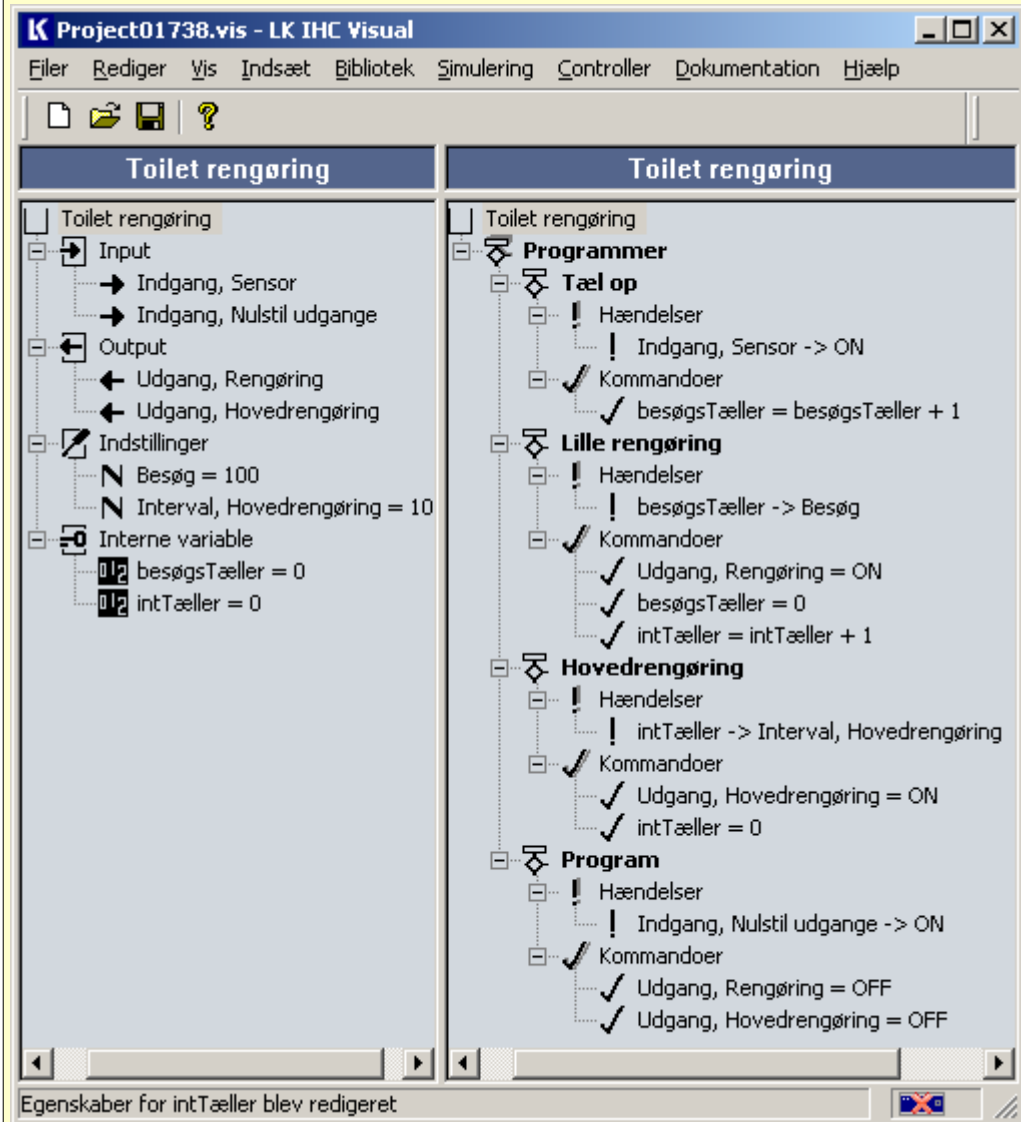 Project01738.vis - LK IHC Visual
Filer Rediger Vis Indsæt Bibliotek Simulering Controller Dokumentation Hjælp
Toilet rengøring
Toilet rengøring
Input
Indgang, Sensor
Indgang, Nulstil udgange
Output
Udgang, Rengøring
Udgang, Hovedrengøring
Indstillinger
Besøg = 100
Interval, Hovedrengøring = 10
Interne variable
besøgsTæller = 0
intTæller = 0
Toilet rengøring
Toilet rengøring
Programmer
Tæl op
Hændelser
Indgang, Sensor -> ON
Kommandoer
besøgsTæller = besøgsTæller + 1
Lille rengøring
Hændelser
besøgsTæller -> Besøg
Kommandoer
Udgang, Rengøring = ON
besøgsTæller = 0
intTæller = intTæller + 1
Hovedrengøring
Hændelser
intTæller -> Interval, Hovedrengøring
Kommandoer
Udgang, Hovedrengøring = ON
intTæller = 0
Program
Hændelser
Indgang, Nulstil udgange -> ON
Kommandoer
Udgang, Rengøring = OFF
Udgang, Hovedrengøring = OFF
Egenskaber for intTæller blev redigeret